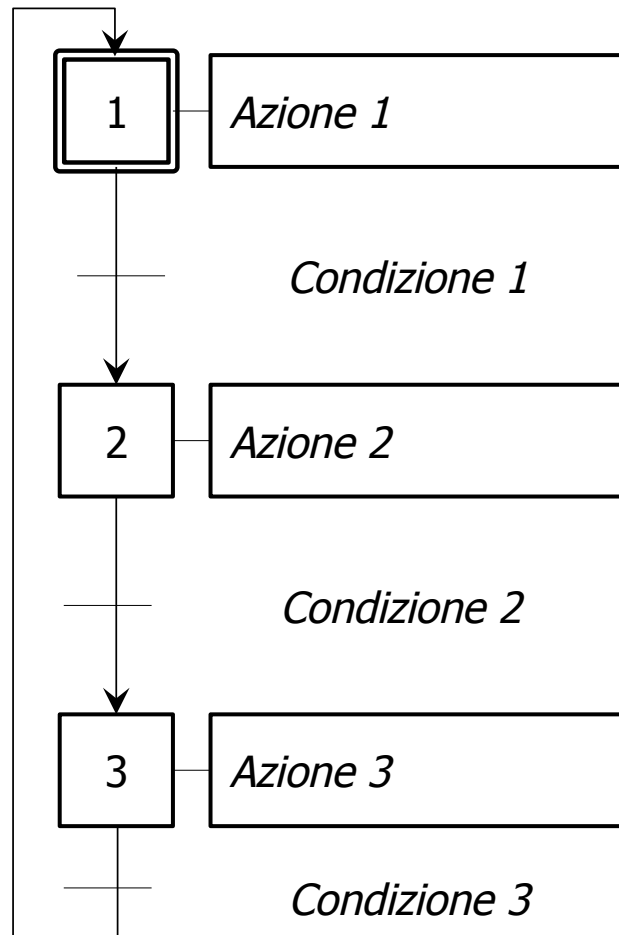 1
Azione 1
Condizione 1
2
Azione 2
Condizione 2
3
Azione 3
Condizione 3